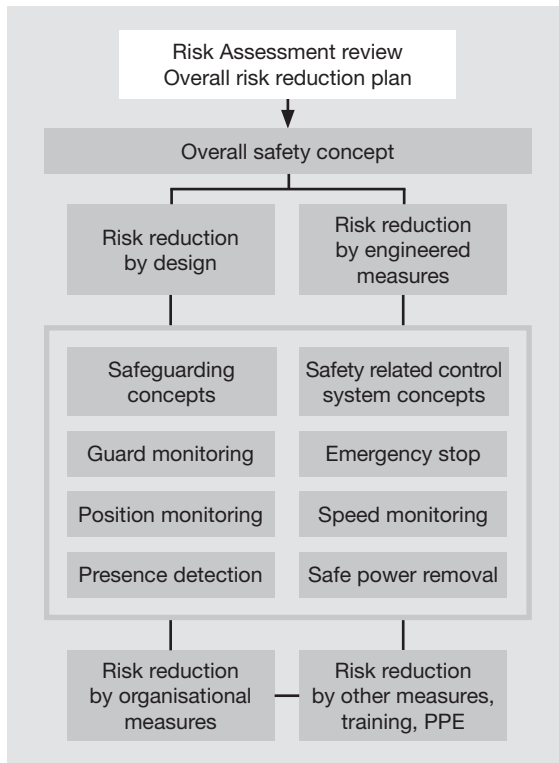 Risk Assessment review
Overall risk reduction plan
Overall safety concept
Risk reduction
by design
Risk reduction
by engineered
measures
Safeguarding
concepts
Safety related control
system concepts
Guard monitoring
Emergency stop
Position monitoring
Speed monitoring
Presence detection
Safe power removal
Risk reduction
by organisational
measures
Risk reduction
by other measures,
training, PPE